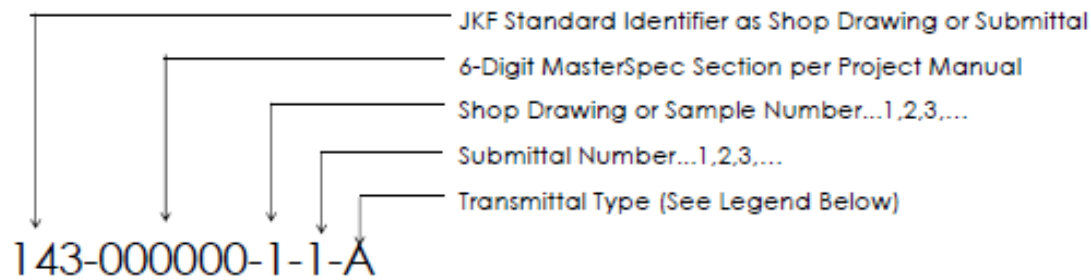 JKF Standard Identifier as Shop Drawing or Submittal
6-Digit MasterSpec Section per Project Manual
Shop Drawing or Sample Number...1,2,3,...
Submittal Number...1,2,3,...
Transmittal Type (See Legend Below)
143-000000-1-1-A